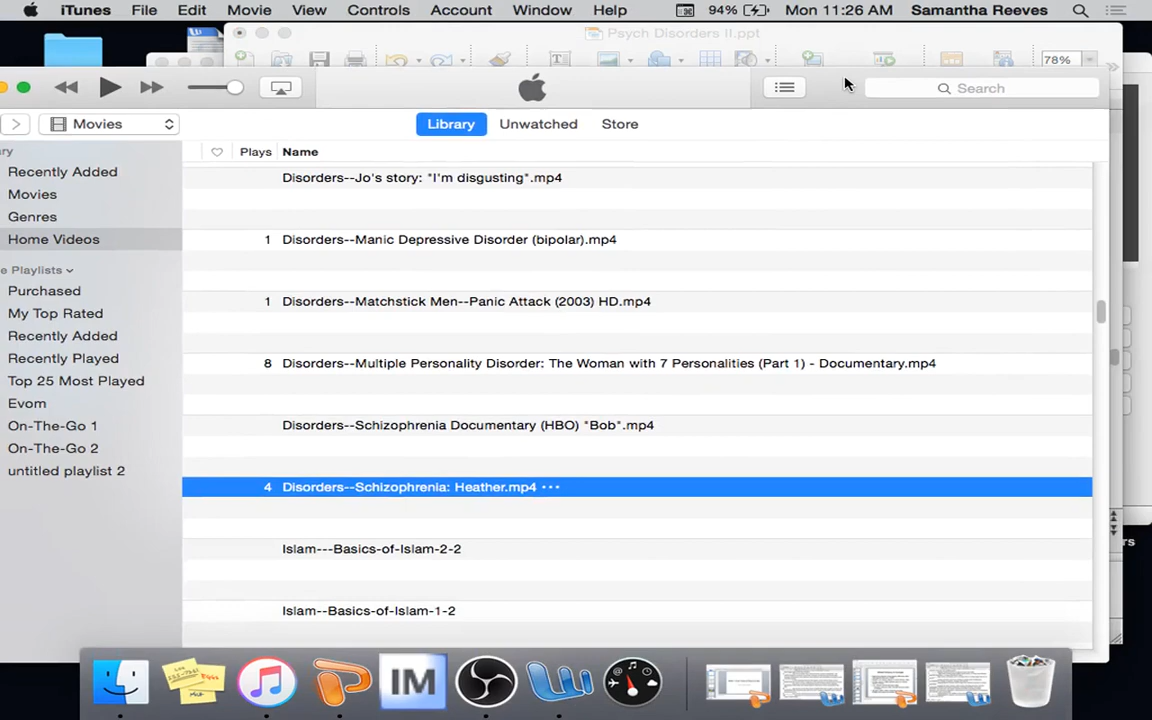 iTunes File Edit Movie View Controls Account Window Help 94% Mon 11:26 AM Samantha Reeves
Psych Disorders II.ppt
78%
Search
Movies
Library Unwatched Store
Plays Name
Recently Added
Movies
Genres
Home Videos
Playlists
Purchased
My Top Rated
Recently Added
Recently Played
Top 25 Most Played
Evom
On-The-Go 1
On-The-Go 2
untitled playlist 2
Disorders--Jo's story: "I'm disgusting".mp4
1 Disorders--Manic Depressive Disorder (bipolar).mp4
1 Disorders--Matchstick Men--Panic Attack (2003) HD.mp4
8 Disorders--Multiple Personality Disorder: The Woman with 7 Personalities (Part 1) - Documentary.mp4
Disorders--Schizophrenia Documentary (HBO) "Bob".mp4
4 Disorders--Schizophrenia: Heather.mp4 •••
Islam---Basics-of-Islam-2-2
Islam--Basics-of-Islam-1-2
IM